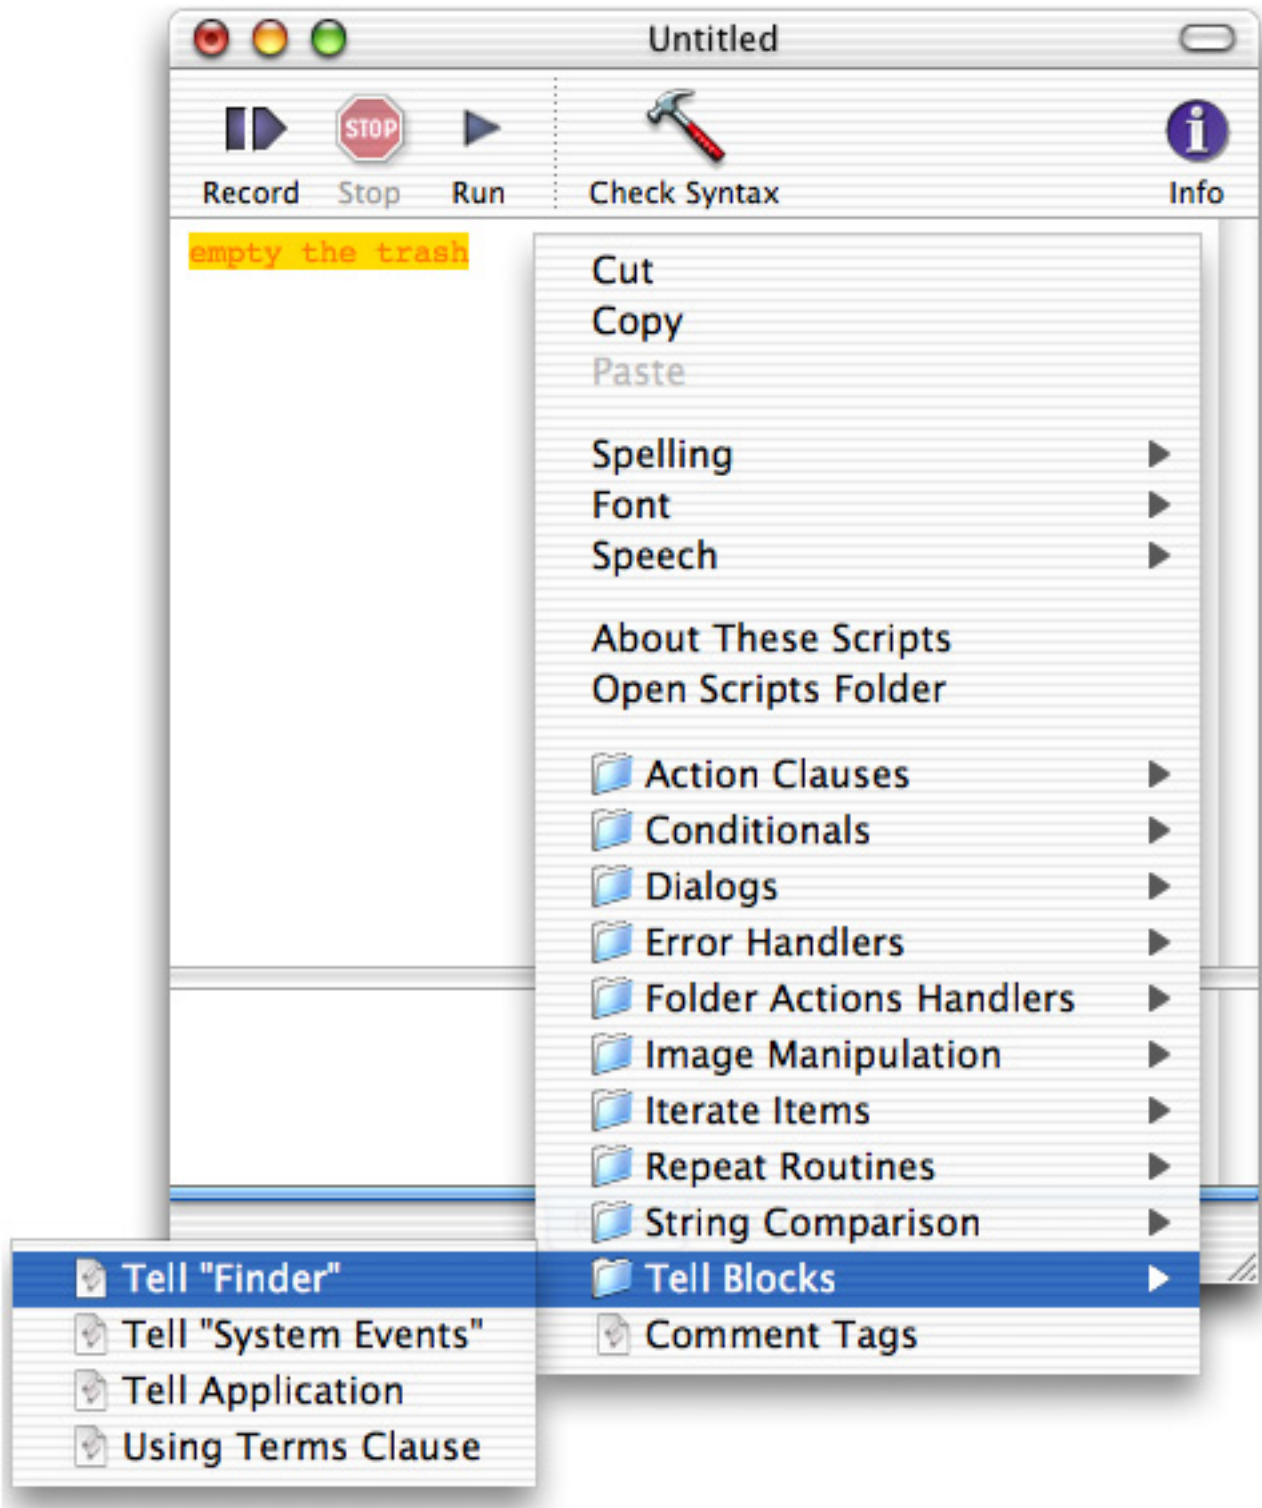 Untitled
STOP
Record Stop Run Check Syntax Info
empty the trash
Cut
Copy
Paste
Spelling
Font
Speech
About These Scripts
Open Scripts Folder
Action Clauses
Conditionals
Dialogs
Error Handlers
Folder Actions Handlers
Image Manipulation
Iterate Items
Repeat Routines
String Comparison
Tell Blocks
Comment Tags
Tell "Finder"
Tell "System Events"
Tell Application
Using Terms Clause